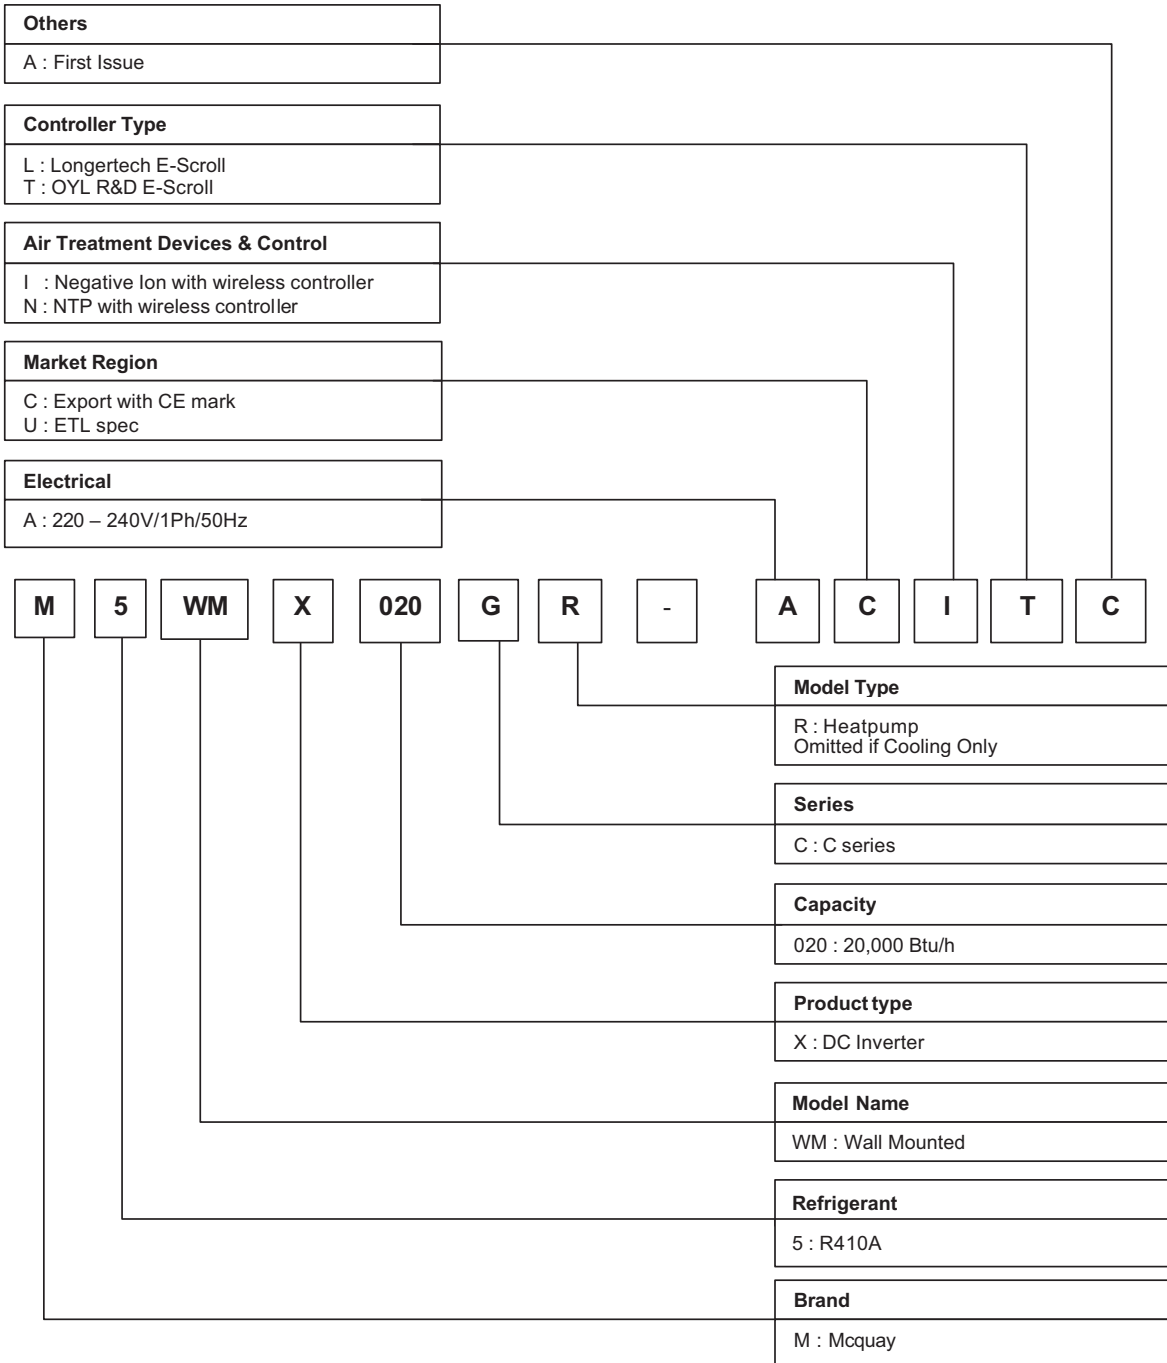 Others
A : First Issue
Controller Type
L : Longertech E-Scroll
T : OYL R&D E-Scroll
Air Treatment Devices & Control
I : Negative Ion with wireless controller
N : NTP with wireless controller
Market Region
C : Export with CE mark
U : ETL spec
Electrical
A : 220 – 240V/1Ph/50Hz
M 5 WM X 020 G R - A C I T C
Model Type
R : Heatpump
Omitted if Cooling Only
Series
C : C series
Capacity
020 : 20,000 Btu/h
Product type
X : DC Inverter
Model Name
WM : Wall Mounted
Refrigerant
5 : R410A
Brand
M : Mcquay